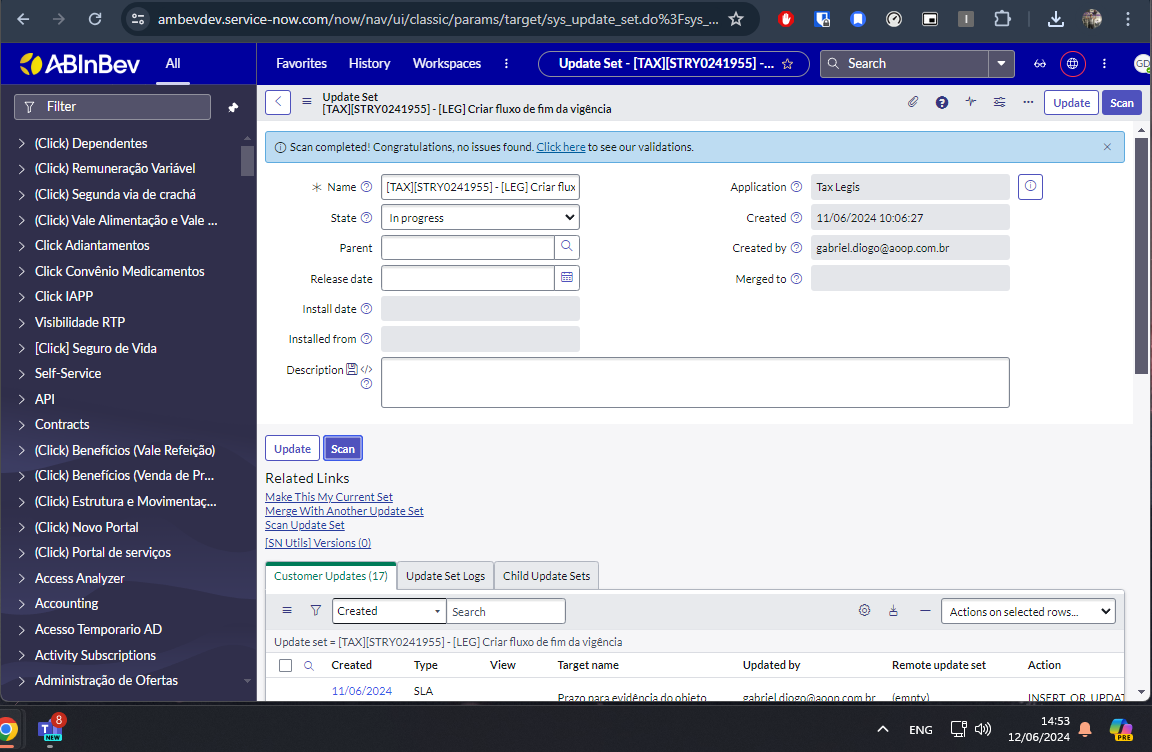 ambevdev.service-now.com/now/nav/ui/classic/params/target/sys_update_set.do%3Fsys_...
ABInBev
All
Favorites
History
Workspaces
Update Set - [TAX][STRY0241955] -...
Search
GD
Filter
Update Set
[TAX][STRY0241955] - [LEG] Criar fluxo de fim da vigência
Update
Scan
(Click) Dependentes
(Click) Remuneração Variável
(Click) Segunda via de crachá
(Click) Vale Alimentação e Vale ...
Click Adiantamentos
Click Convênio Medicamentos
Click IAPP
Visibilidade RTP
[Click] Seguro de Vida
Self-Service
API
Contracts
(Click) Benefícios (Vale Refeição)
(Click) Benefícios (Venda de Pr...
(Click) Estrutura e Movimentaç...
(Click) Novo Portal
(Click) Portal de serviços
Access Analyzer
Accounting
Acesso Temporario AD
Activity Subscriptions
Administração de Ofertas
Scan completed! Congratulations, no issues found. Click here to see our validations.
Name
[TAX][STRY0241955] - [LEG] Criar flux
State
In progress
Parent
Release date
Install date
Installed from
Description
Application
Tax Legis
Created
11/06/2024 10:06:27
Created by
gabriel.diogo@aoop.com.br
Merged to
Update
Scan
Related Links
Make This My Current Set
Merge With Another Update Set
Scan Update Set
[SN Utils] Versions (0)
Customer Updates (17)
Update Set Logs
Child Update Sets
Created
Search
Actions on selected rows...
Update set = [TAX][STRY0241955] - [LEG] Criar fluxo de fim da vigência
Created
Type
View
Target name
Updated by
Remote update set
Action
11/06/2024
SLA
Prazo para evidência do objeto
gabriel.diogo@aoop.com.br
(empty)
INSERT_OR_UPDAT
8
NEW
ENG
14:53
12/06/2024
PRE